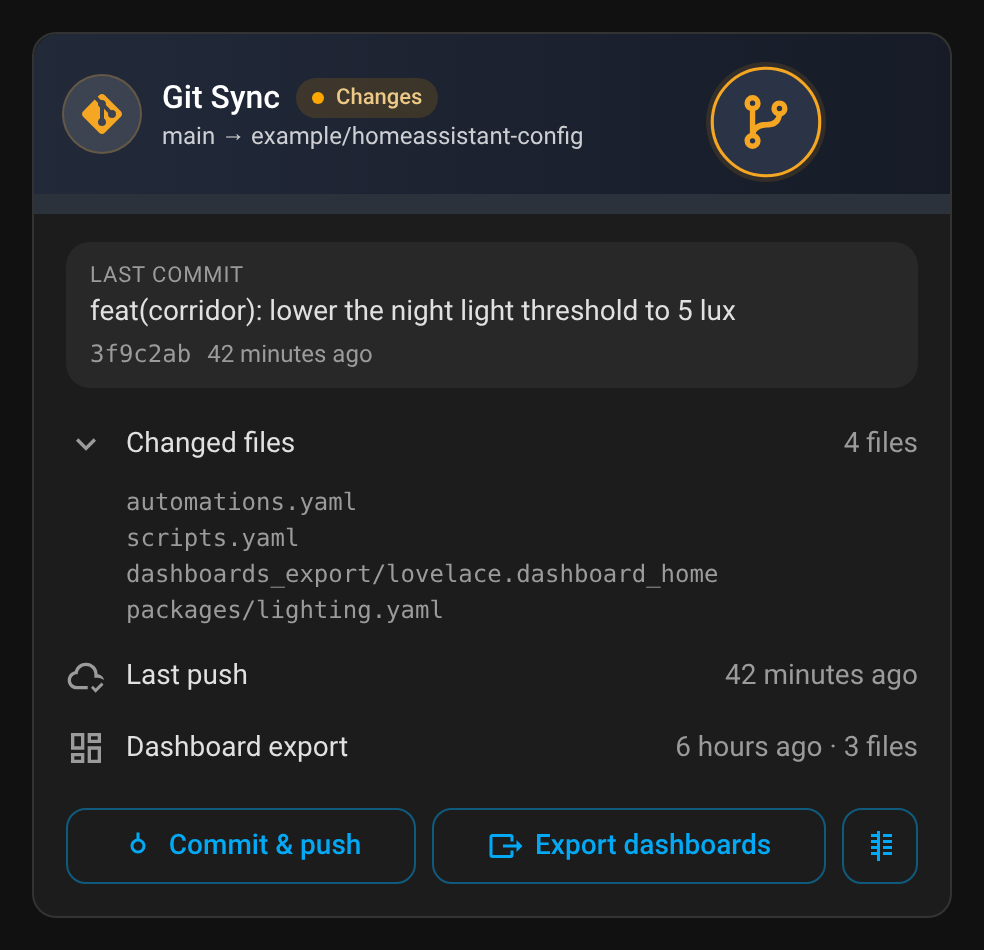 Git Sync
Changes
main → example/homeassistant-config
LAST COMMIT
feat(corridor): lower the night light threshold to 5 lux
3f9c2ab 42 minutes ago
Changed files 4 files
automations.yaml
scripts.yaml
dashboards_export/lovelace.dashboard_home
packages/lighting.yaml
Last push 42 minutes ago
Dashboard export 6 hours ago · 3 files
Commit & push Export dashboards